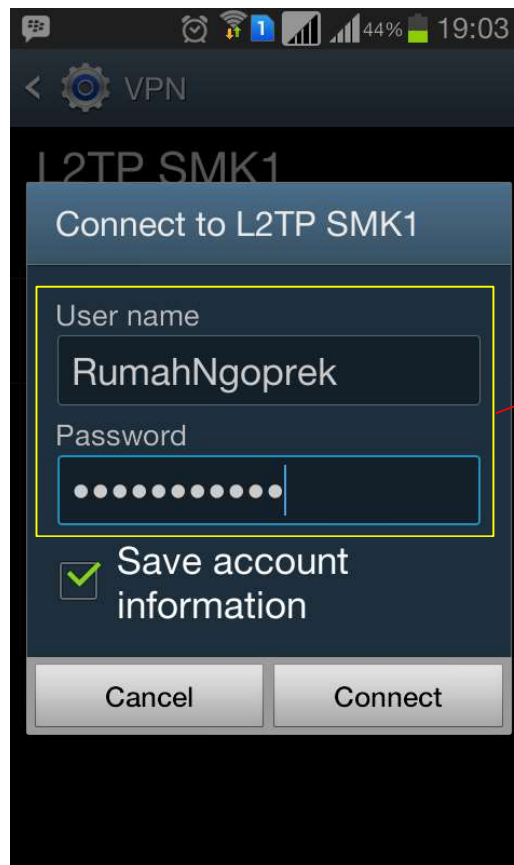 1 44% 19:03
< VPN
L2TP SMK1
Connect to L2TP SMK1
User name
RumahNgoprek
Password
●●●●●●●●●●●
Save account
information
Cancel Connect